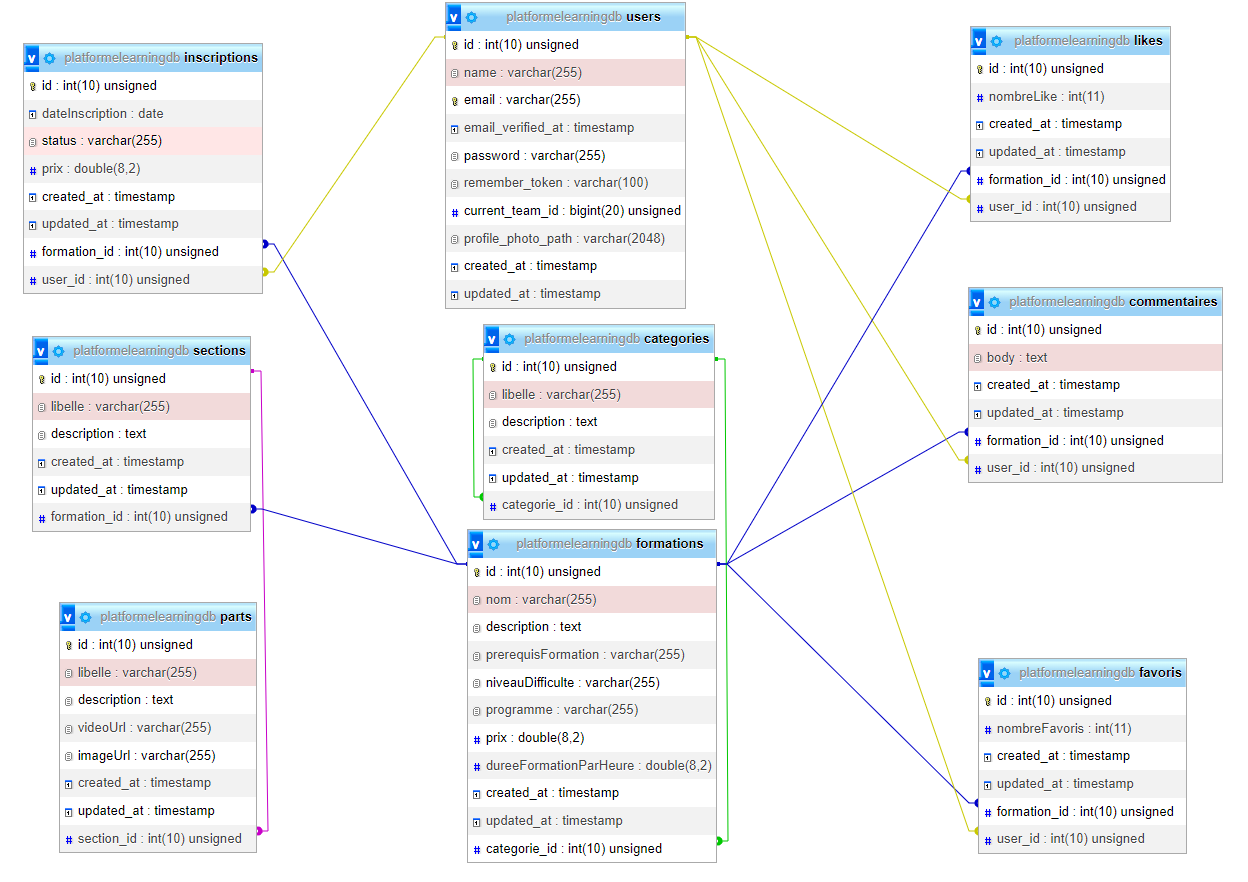 platformelearningdb users
id : int(10) unsigned
name : varchar(255)
email : varchar(255)
email_verified_at : timestamp
password : varchar(255)
remember_token : varchar(100)
current_team_id : bigint(20) unsigned
profile_photo_path : varchar(2048)
created_at : timestamp
updated_at : timestamp
platformelearningdb inscriptions
id : int(10) unsigned
dateInscription : date
status : varchar(255)
prix : double(8,2)
created_at : timestamp
updated_at : timestamp
formation_id : int(10) unsigned
user_id : int(10) unsigned
platformelearningdb likes
id : int(10) unsigned
nombreLike : int(11)
created_at : timestamp
updated_at : timestamp
formation_id : int(10) unsigned
user_id : int(10) unsigned
platformelearningdb commentaires
id : int(10) unsigned
body : text
created_at : timestamp
updated_at : timestamp
formation_id : int(10) unsigned
user_id : int(10) unsigned
platformelearningdb sections
id : int(10) unsigned
libelle : varchar(255)
description : text
created_at : timestamp
updated_at : timestamp
formation_id : int(10) unsigned
platformelearningdb categories
id : int(10) unsigned
libelle : varchar(255)
description : text
created_at : timestamp
updated_at : timestamp
categorie_id : int(10) unsigned
platformelearningdb formations
id : int(10) unsigned
nom : varchar(255)
description : text
prerequisFormation : varchar(255)
niveauDifficulte : varchar(255)
programme : varchar(255)
prix : double(8,2)
dureeFormationParHeure : double(8,2)
created_at : timestamp
updated_at : timestamp
categorie_id : int(10) unsigned
platformelearningdb parts
id : int(10) unsigned
libelle : varchar(255)
description : text
videoUrl : varchar(255)
imageUrl : varchar(255)
created_at : timestamp
updated_at : timestamp
section_id : int(10) unsigned
platformelearningdb favoris
id : int(10) unsigned
nombreFavoris : int(11)
created_at : timestamp
updated_at : timestamp
formation_id : int(10) unsigned
user_id : int(10) unsigned